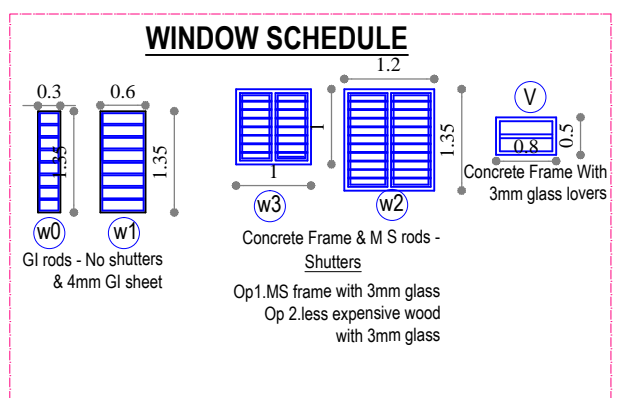 WINDOW SCHEDULE
0.3
0.6
1.2
1.35
1.35
1
1.35
1
0.8
0.5
V
w0
w1
w3
w2
GI rods - No shutters
& 4mm GI sheet
Concrete Frame & M S rods -
Shutters
Op1.MS frame with 3mm glass
Op 2.less expensive wood
with 3mm glass
Concrete Frame With
3mm glass lovers